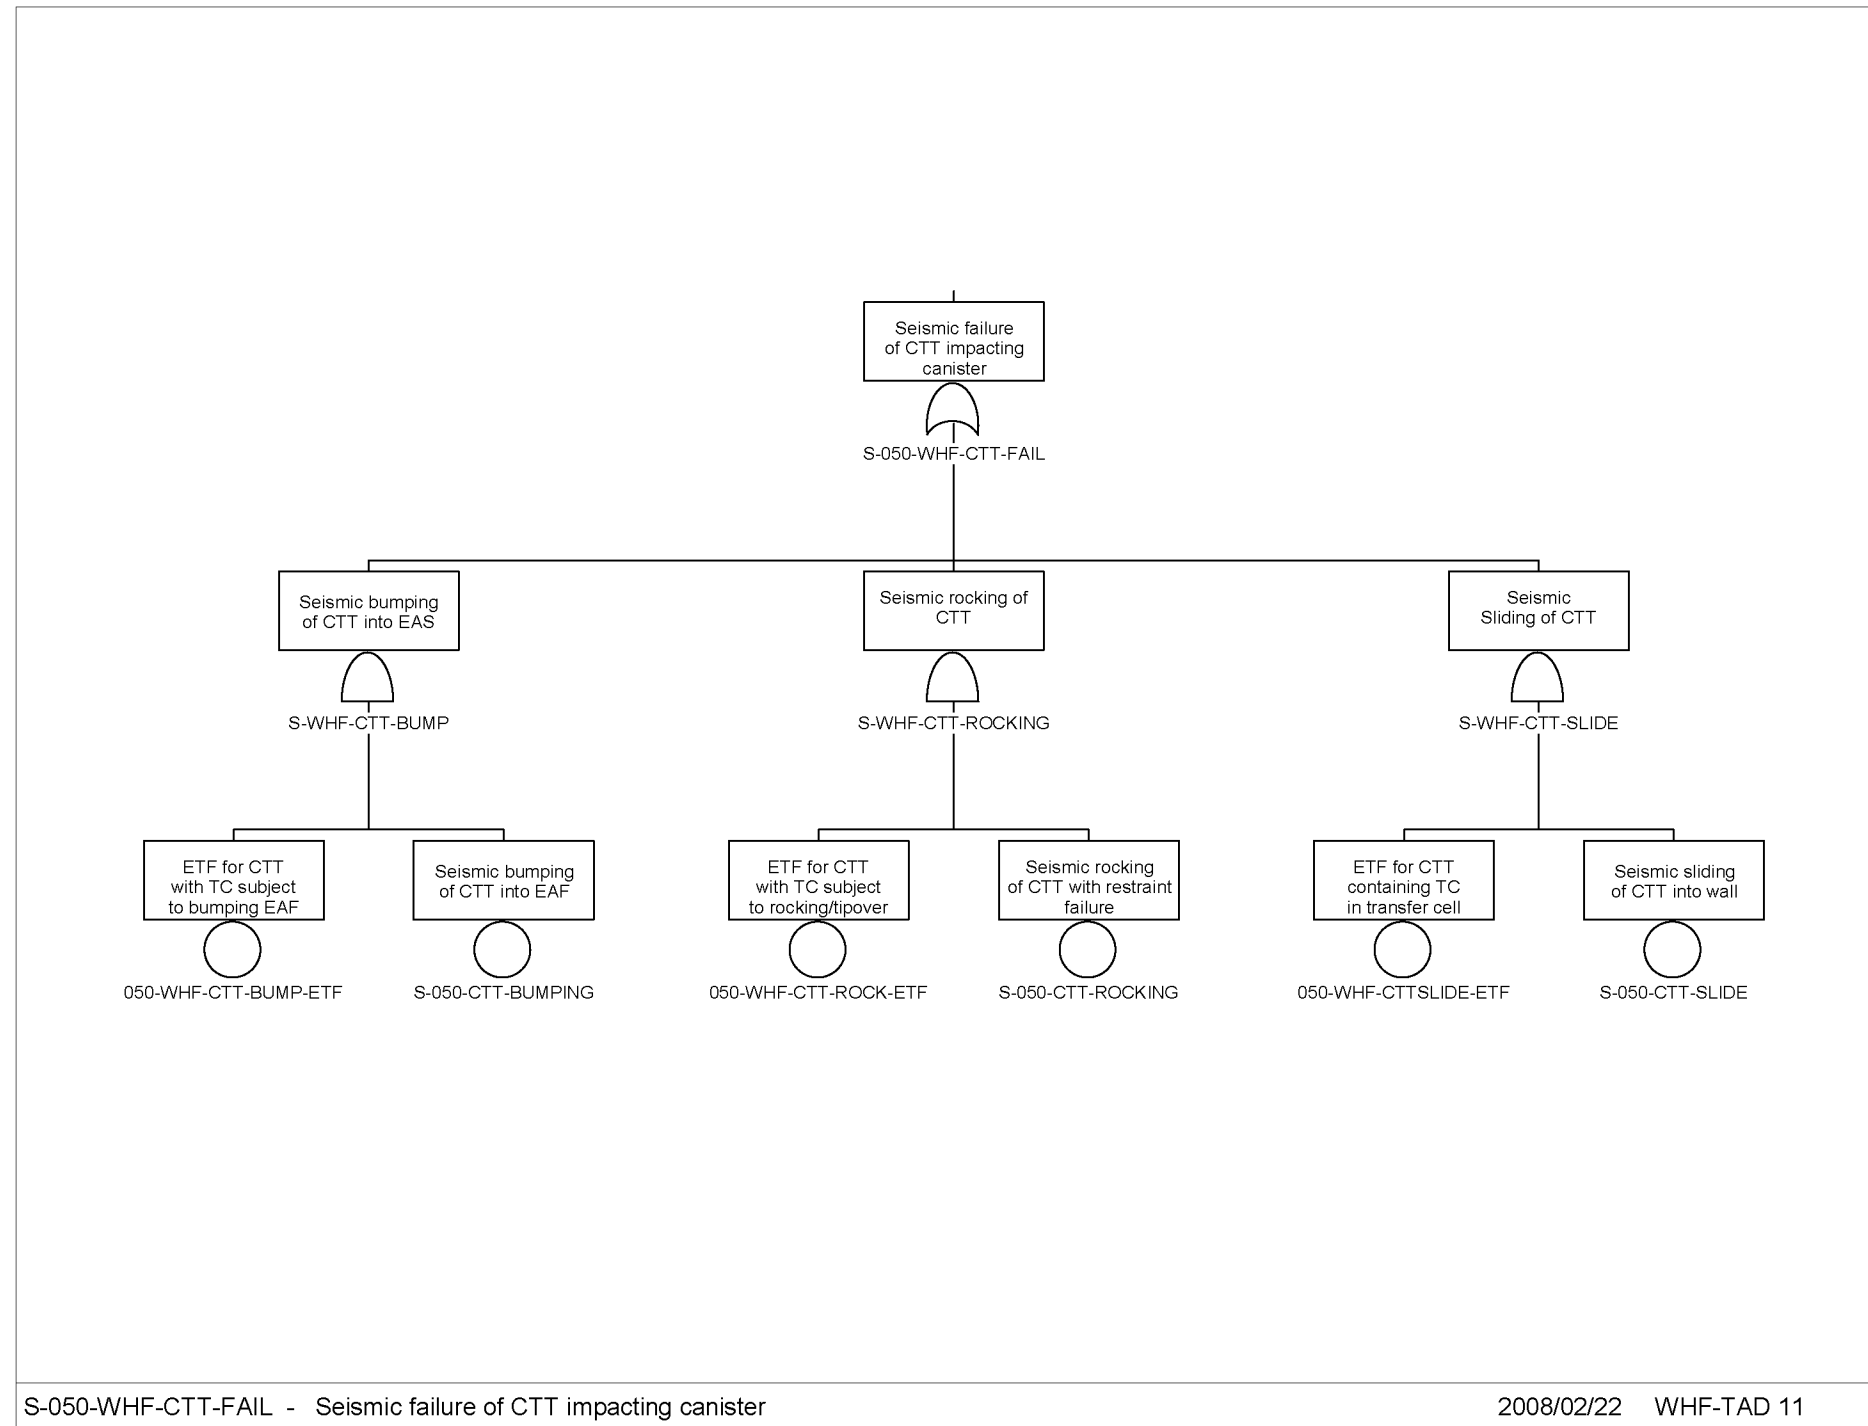 Seismic failure
of CTT impacting
canister
S-050-WHF-CTT-FAIL
Seismic bumping
of CTT into EAS
S-WHF-CTT-BUMP
Seismic rocking of
CTT
S-WHF-CTT-ROCKING
Seismic
Sliding of CTT
S-WHF-CTT-SLIDE
ETF for CTT
with TC subject
to bumping EAF
050-WHF-CTT-BUMP-ETF
Seismic bumping
of CTT into EAF
S-050-CTT-BUMPING
ETF for CTT
with TC subject
to rocking/tipover
050-WHF-CTT-ROCK-ETF
Seismic rocking
of CTT with restraint
failure
S-050-CTT-ROCKING
ETF for CTT
containing TC
in transfer cell
050-WHF-CTTSLIDE-ETF
Seismic sliding
of CTT into wall
S-050-CTT-SLIDE
S-050-WHF-CTT-FAIL - Seismic failure of CTT impacting canister
2008/02/22 WHF-TAD 11